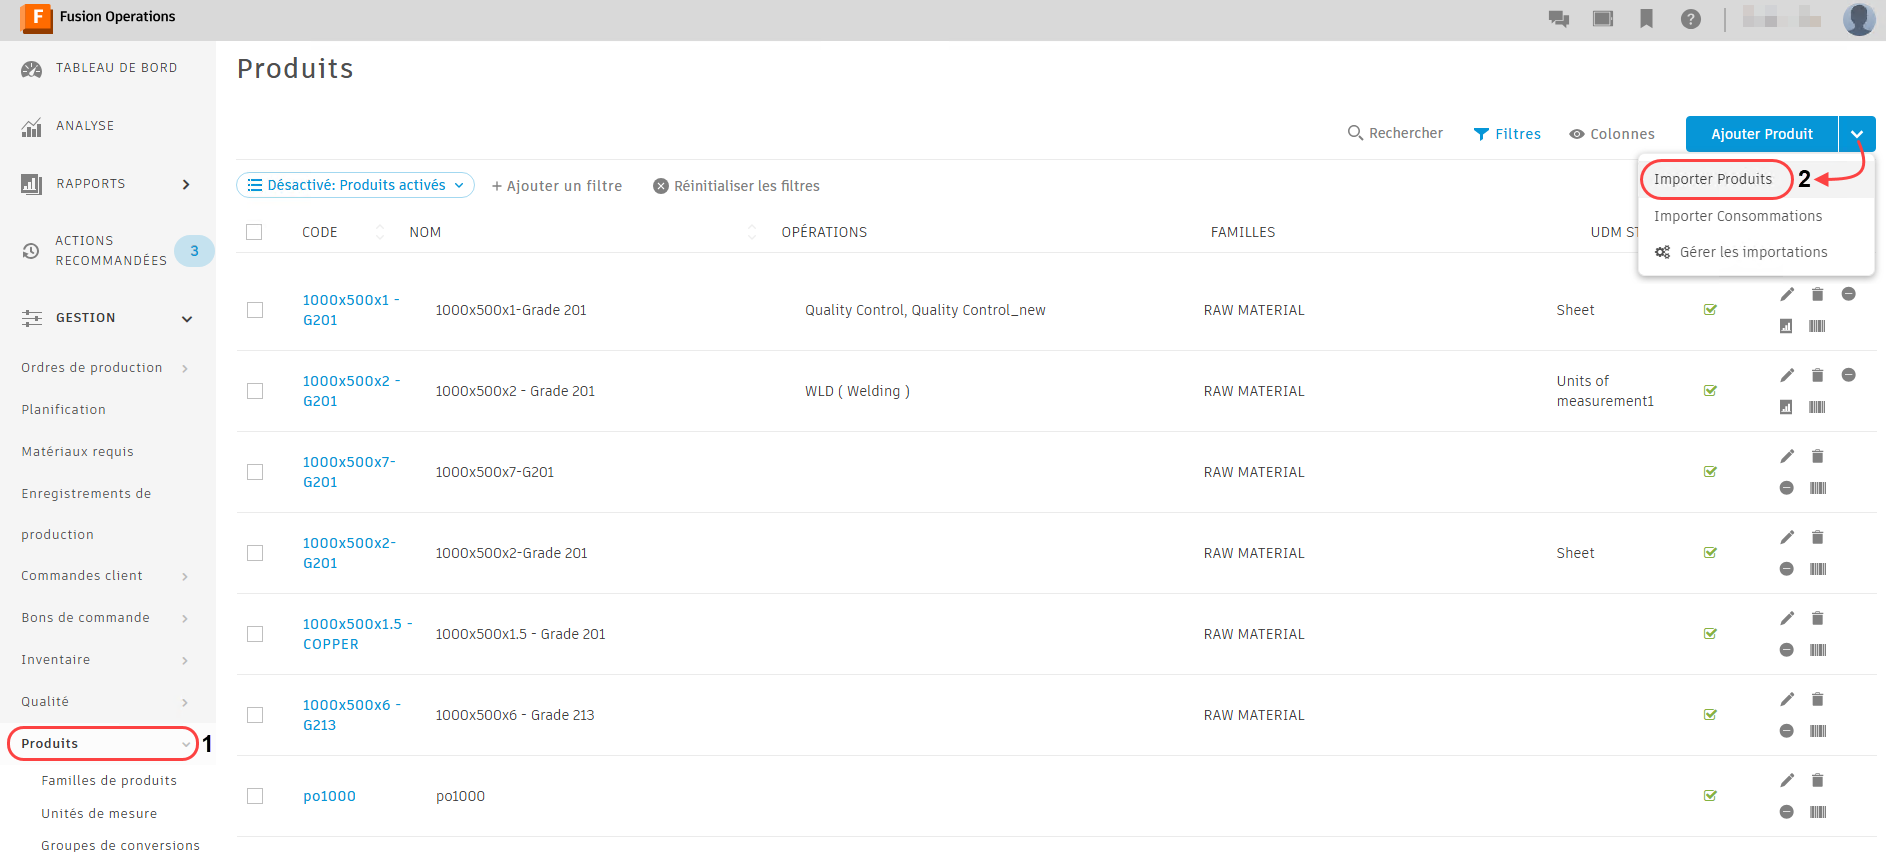 F Fusion Operations
?
TABLEAU DE BORD
ANALYSE
RAPPORTS
ACTIONS
RECOMMANDÉES
3
GESTION
Ordres de production
Planification
Matériaux requis
Enregistrements de
production
Commandes client
Bons de commande
Inventaire
Qualité
Produits
1
Familles de produits
Unités de mesure
Groupes de conversions
Produits
Rechercher
Filtres
Colonnes
Ajouter Produit
Importer Produits
2
Importer Consommations
Gérer les importations
Désactivé: Produits activés
+ Ajouter un filtre
Réinitialiser les filtres
CODE NOM OPÉRATIONS FAMILLES UDM ST
1000x500x1 -
G201
1000x500x1-Grade 201
Quality Control, Quality Control_new
RAW MATERIAL
Sheet
1000x500x2 -
G201
1000x500x2 - Grade 201
WLD ( Welding )
RAW MATERIAL
Units of
measurement1
1000x500x7-
G201
1000x500x7-G201
RAW MATERIAL
1000x500x2-
G201
1000x500x2-Grade 201
RAW MATERIAL
Sheet
1000x500x1.5 -
COPPER
1000x500x1.5 - Grade 201
RAW MATERIAL
1000x500x6 -
G213
1000x500x6 - Grade 213
RAW MATERIAL
po1000
po1000